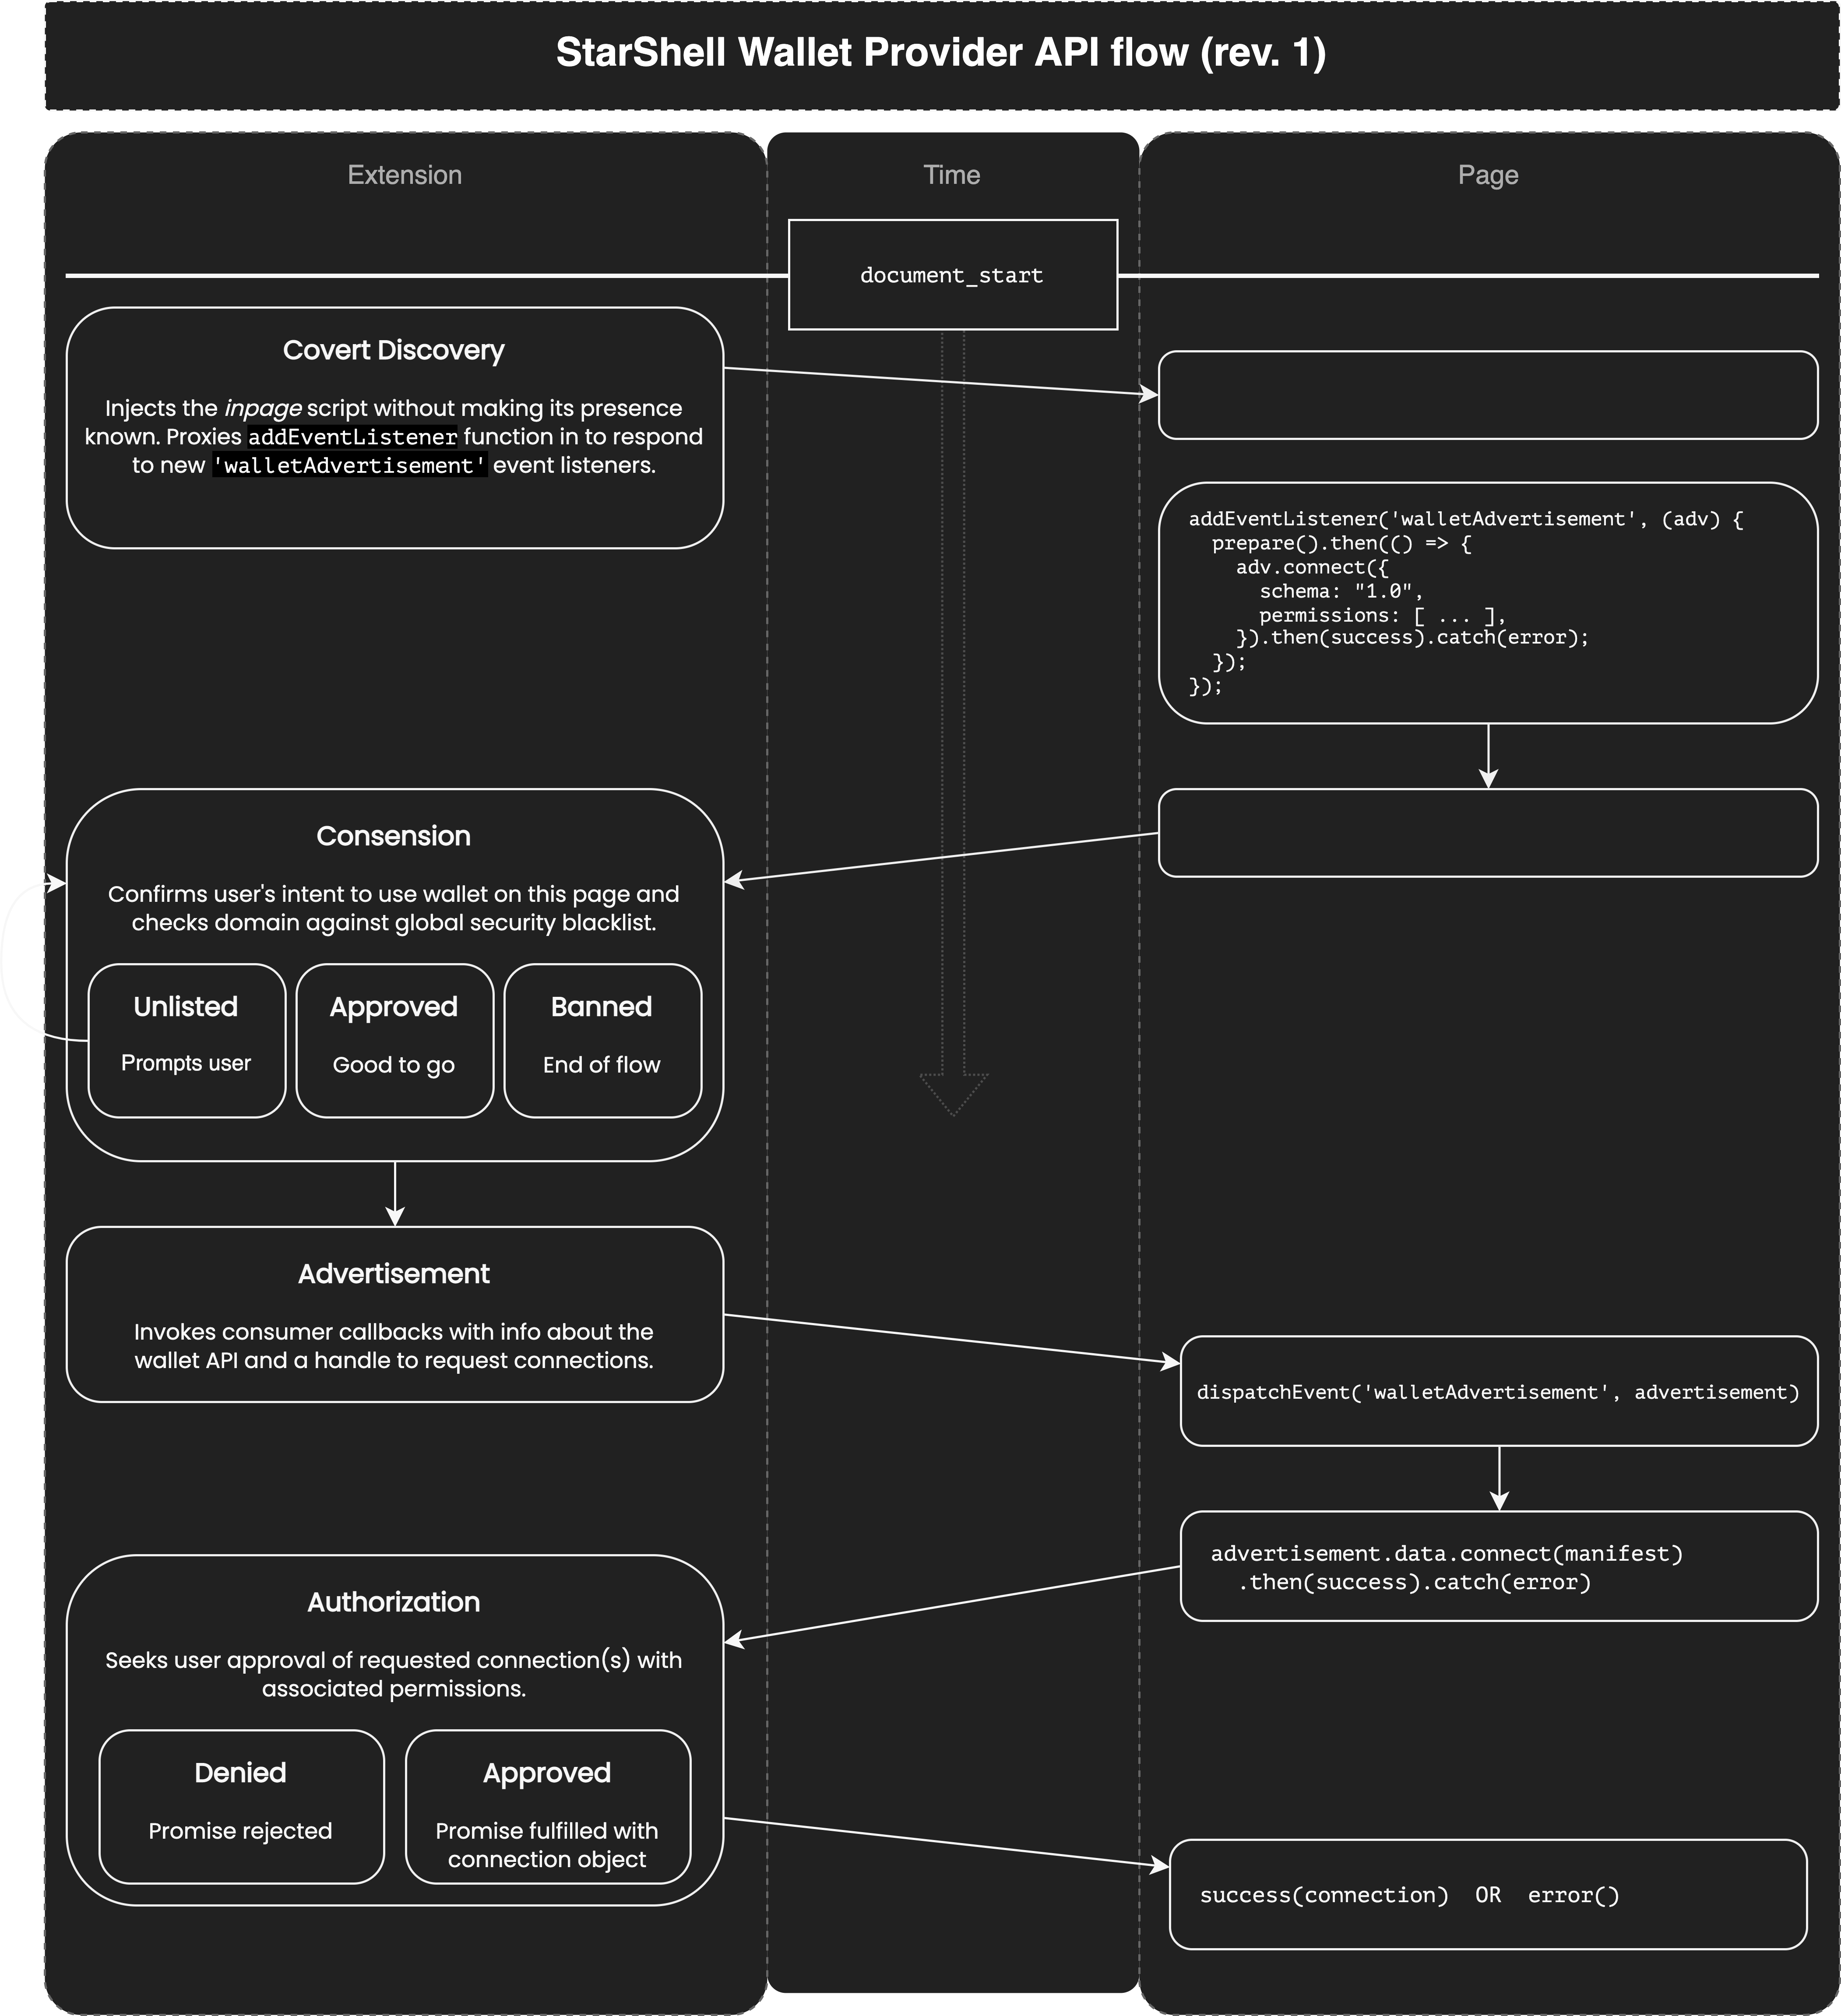 StarShell Wallet Provider API flow (rev. 1)
Extension
Time
Page
document_start
Covert Discovery
Injects the inpage script without making its presence
known. Proxies addEventListener function in to respond
to new 'walletAdvertisement' event listeners.
addEventListener('walletAdvertisement', (adv) {
  prepare().then(() => {
    adv.connect({
      schema: "1.0",
      permissions: [ ... ],
    }).then(success).catch(error);
  });
});
Consension
Confirms user's intent to use wallet on this page and
checks domain against global security blacklist.
Unlisted
Prompts user
Approved
Good to go
Banned
End of flow
Advertisement
Invokes consumer callbacks with info about the
wallet API and a handle to request connections.
dispatchEvent('walletAdvertisement', advertisement)
advertisement.data.connect(manifest)
  .then(success).catch(error)
Authorization
Seeks user approval of requested connection(s) with
associated permissions.
Denied
Promise rejected
Approved
Promise fulfilled with
connection object
success(connection)  OR  error()